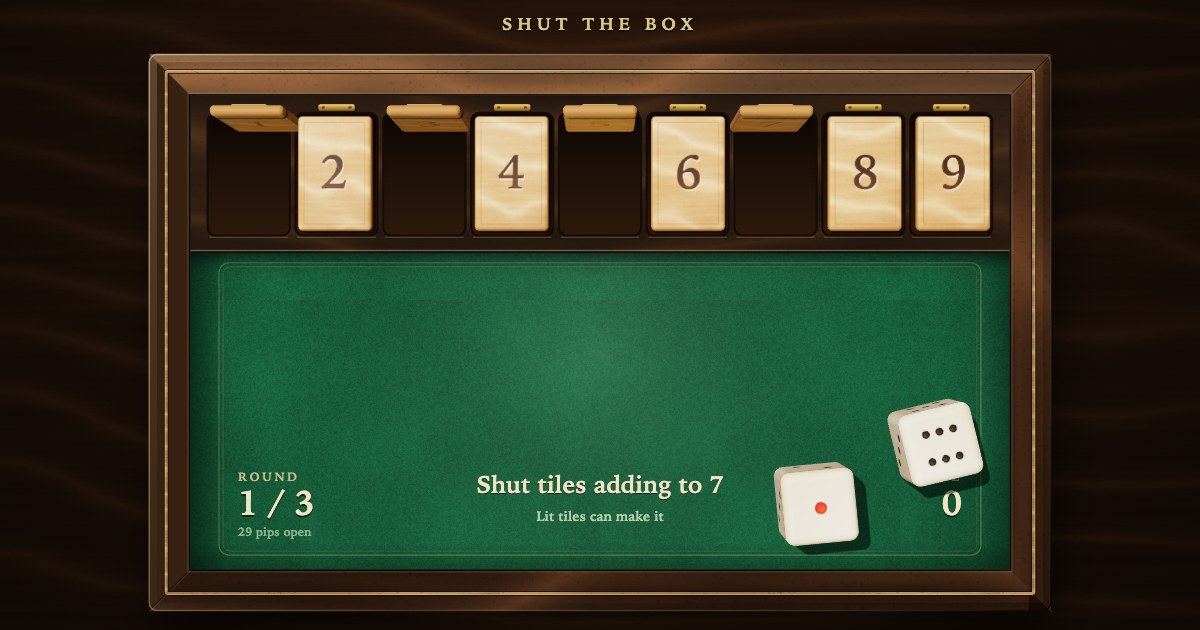 SHUT THE BOX
2 4 6 8 9
ROUND
1 / 3
29 pips open
Shut tiles adding to 7
Lit tiles can make it
0